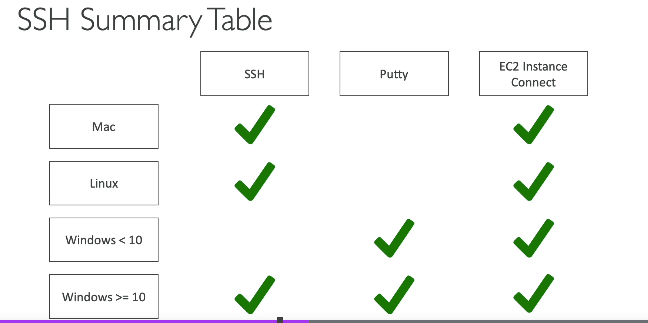 SSH Summary Table
SSH
Putty
EC2 Instance
Connect
Mac
Linux
Windows < 10
Windows >= 10